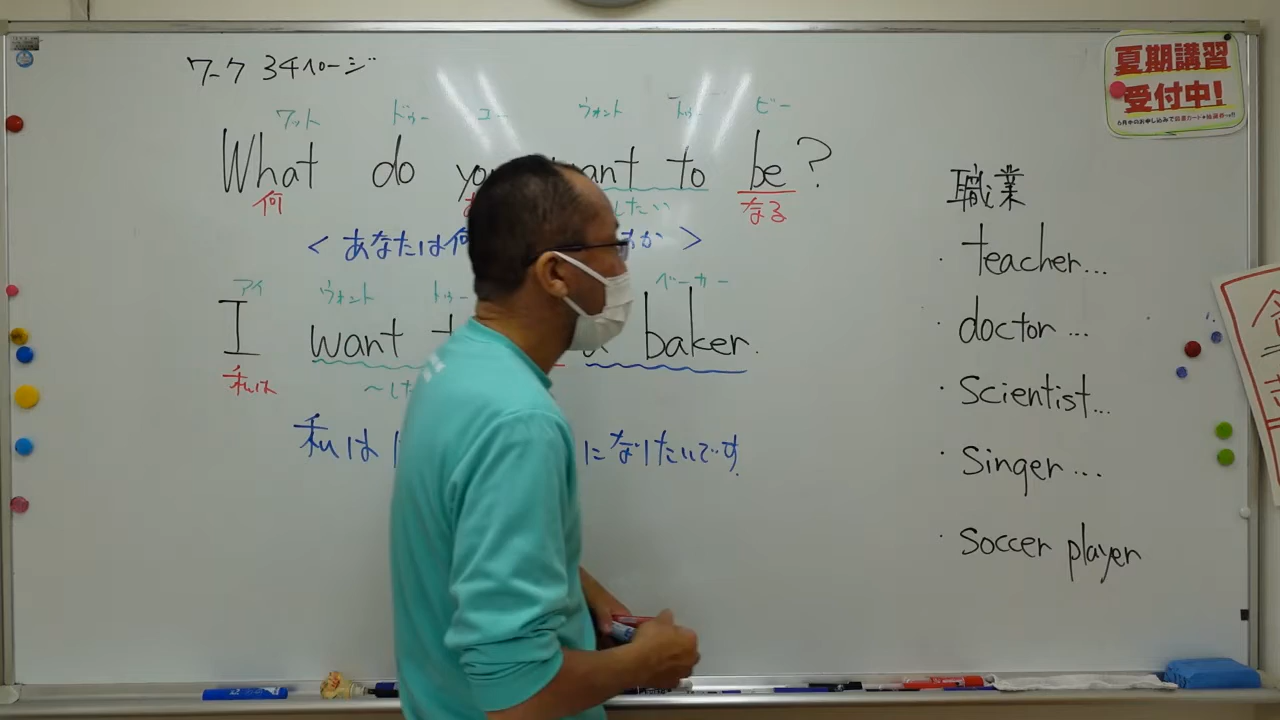 ワーク 34ページ
夏期講習
受付中!
ワット ドゥー ユー ウォント トゥ ビー
What do you want to be?
何 したい なる
<あなたは何 すか>
アイ ウォント トゥー ベーカー
I want t a baker.
私は ~した
私は になりたいです
職業
・teacher...
・doctor...
・scientist...
・singer...
・soccer player